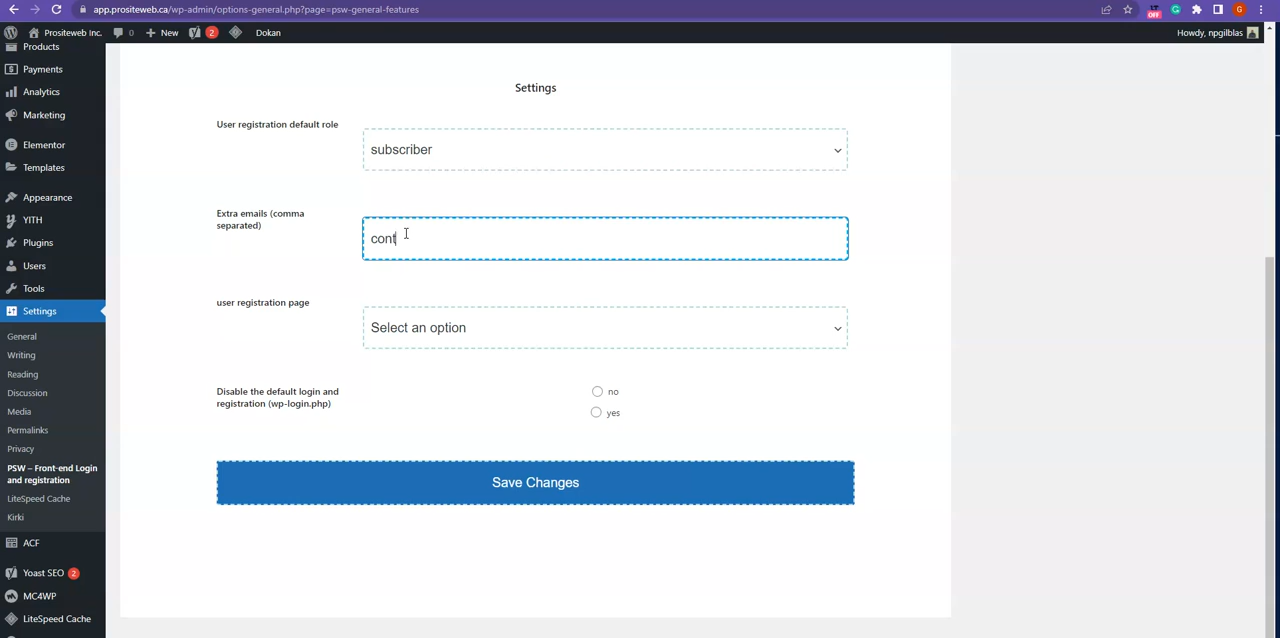 app.prositeweb.ca/wp-admin/options-general.php?page=psw-general-features
OFF
G
Prositeweb Inc.
0
New
2
Dokan
Howdy, npgilblas
Products
Payments
Analytics
Marketing
Elementor
Templates
Appearance
YITH
Plugins
Users
Tools
Settings
General
Writing
Reading
Discussion
Media
Permalinks
Privacy
PSW – Front-end Login
and registration
LiteSpeed Cache
Kirki
ACF
Yoast SEO 2
MC4WP
LiteSpeed Cache
Settings
User registration default role
subscriber
Extra emails (comma
separated)
cont
user registration page
Select an option
Disable the default login and
registration (wp-login.php)
no
yes
Save Changes